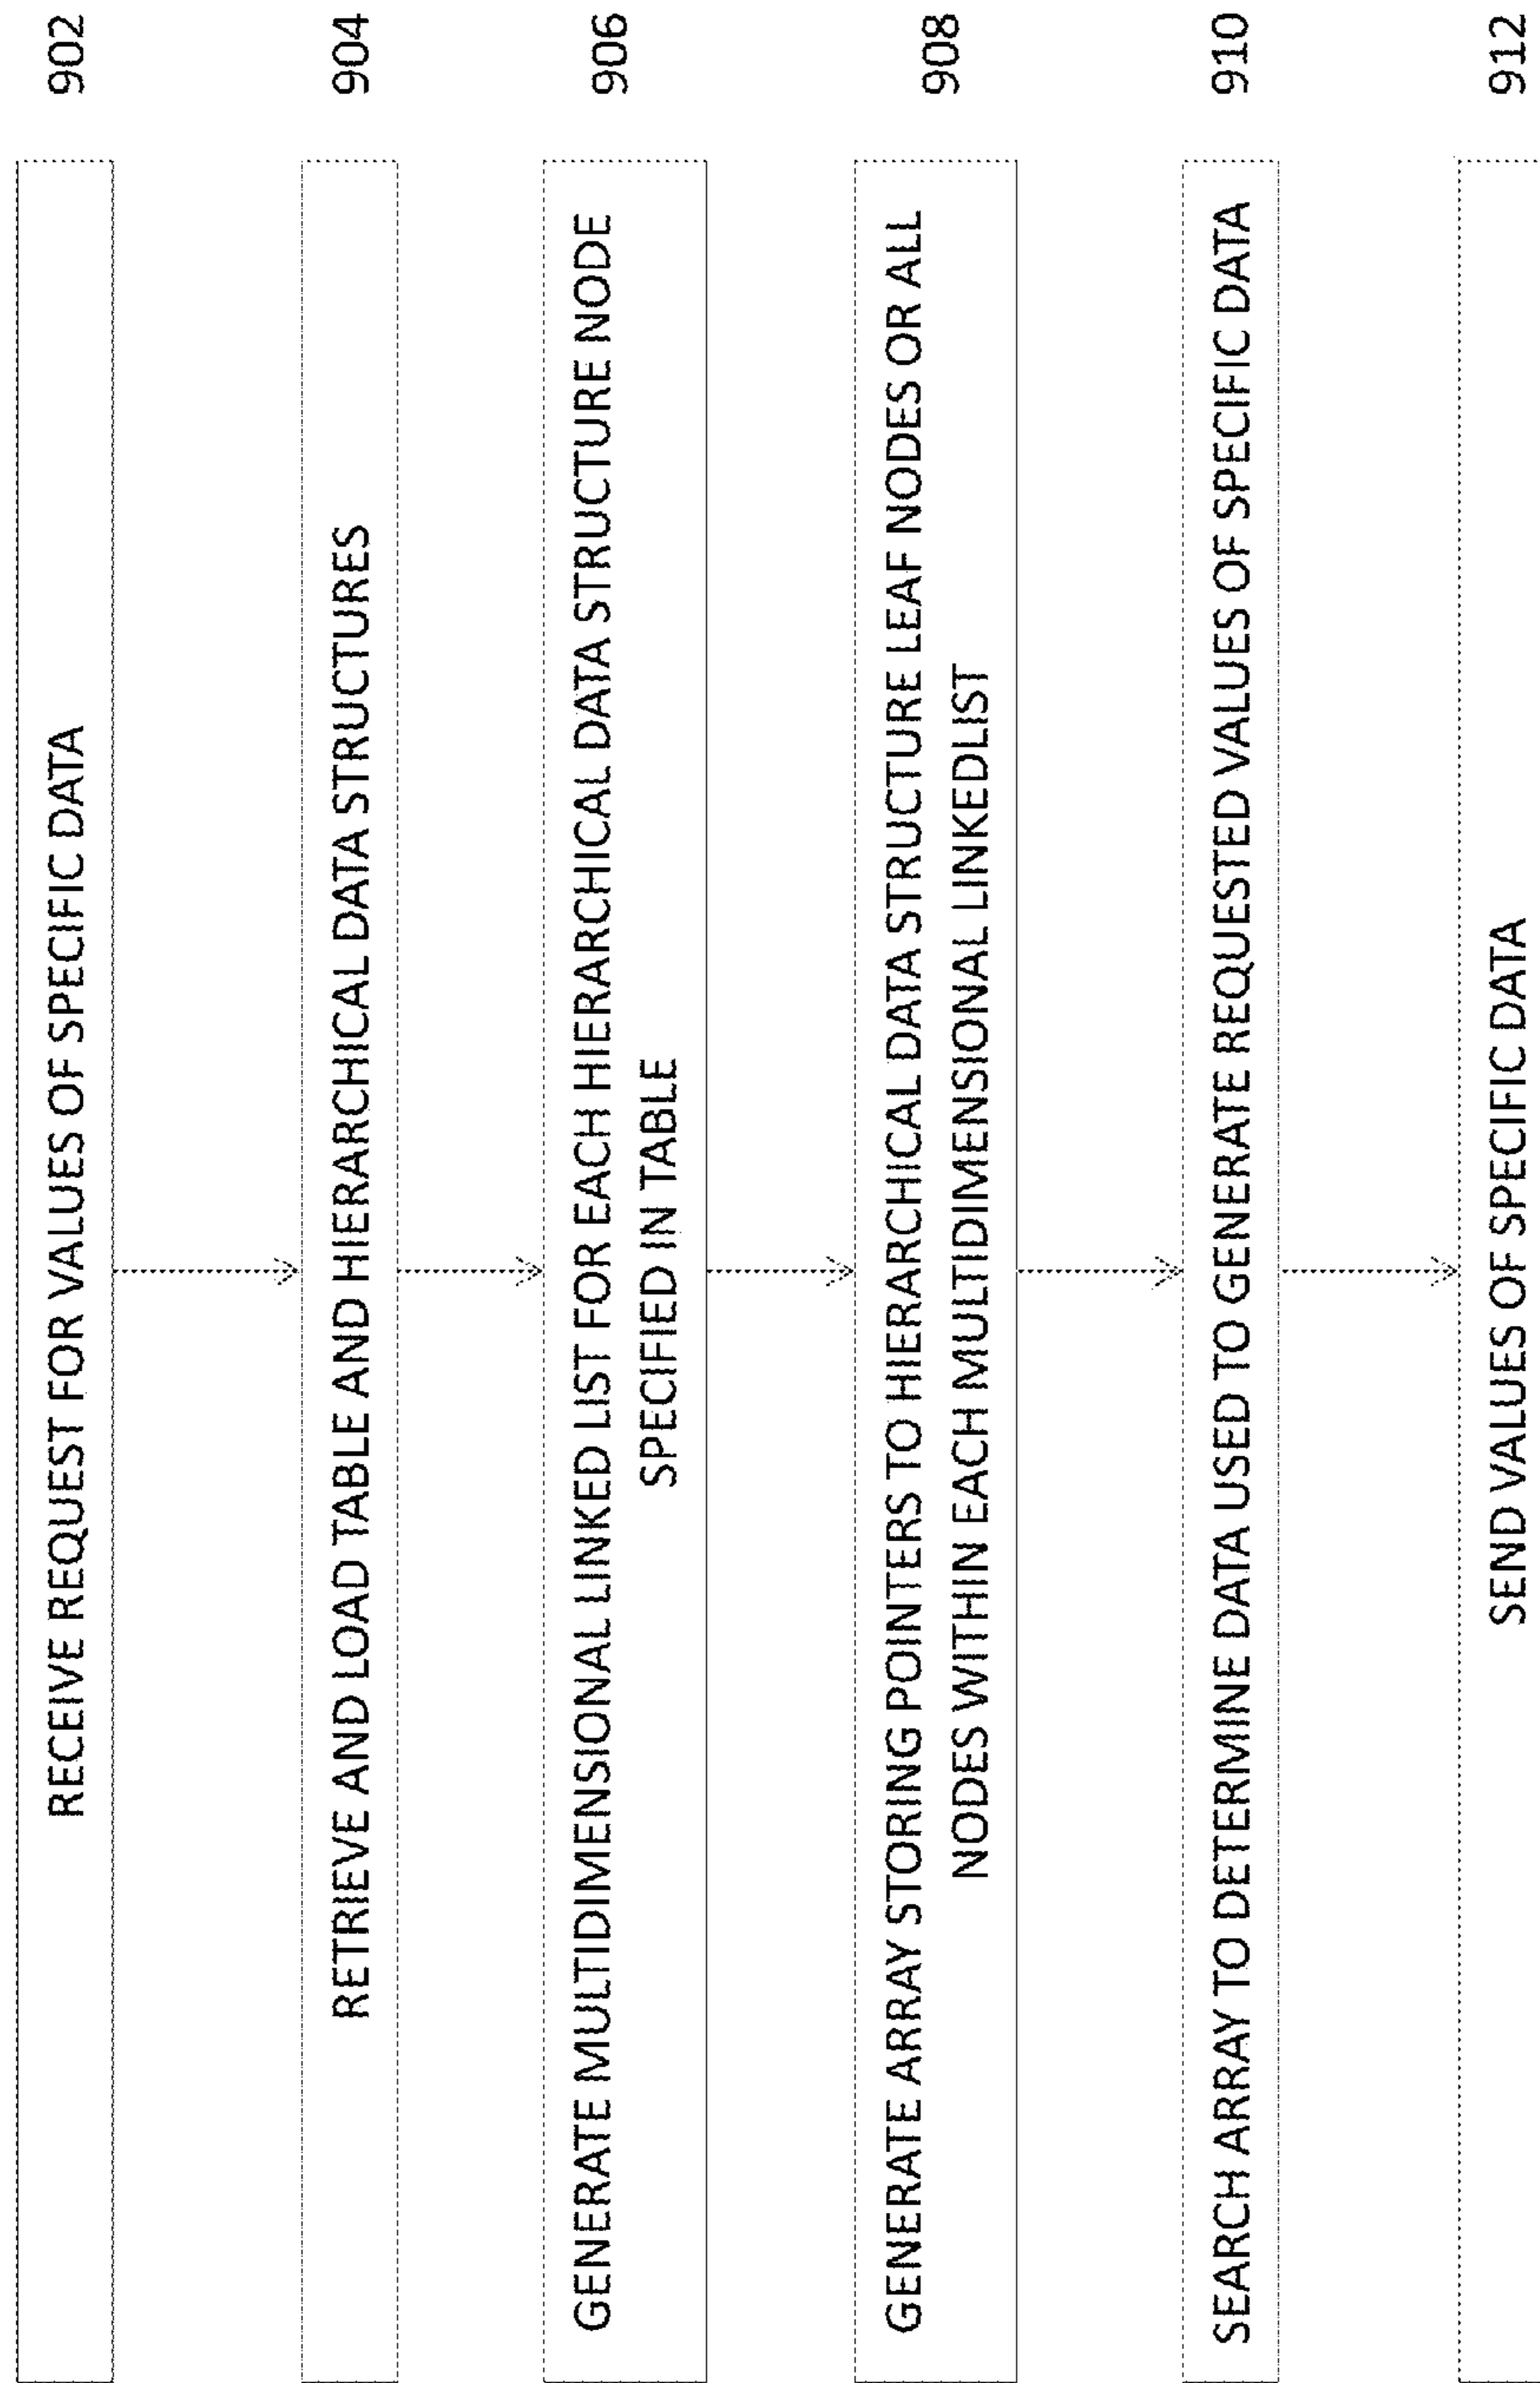 RECEIVE REQUEST FOR VALUES OF SPECIFIC DATA
902
RETRIEVE AND LOAD TABLE AND HIERARCHICAL DATA STRUCTURES
904
GENERATE MULTIDIMENSIONAL LINKED LIST FOR EACH HIERARCHICAL DATA STRUCTURE NODE
SPECIFIED IN TABLE
906
GENERATE ARRAY STORING POINTERS TO HIERARCHICAL DATA STRUCTURE LEAF NODES OR ALL
NODES WITHIN EACH MULTIDIMENSIONAL LINKEDLIST
908
SEARCH ARRAY TO DETERMINE DATA USED TO GENERATE REQUESTED VALUES OF SPECIFIC DATA
910
SEND VALUES OF SPECIFIC DATA
912